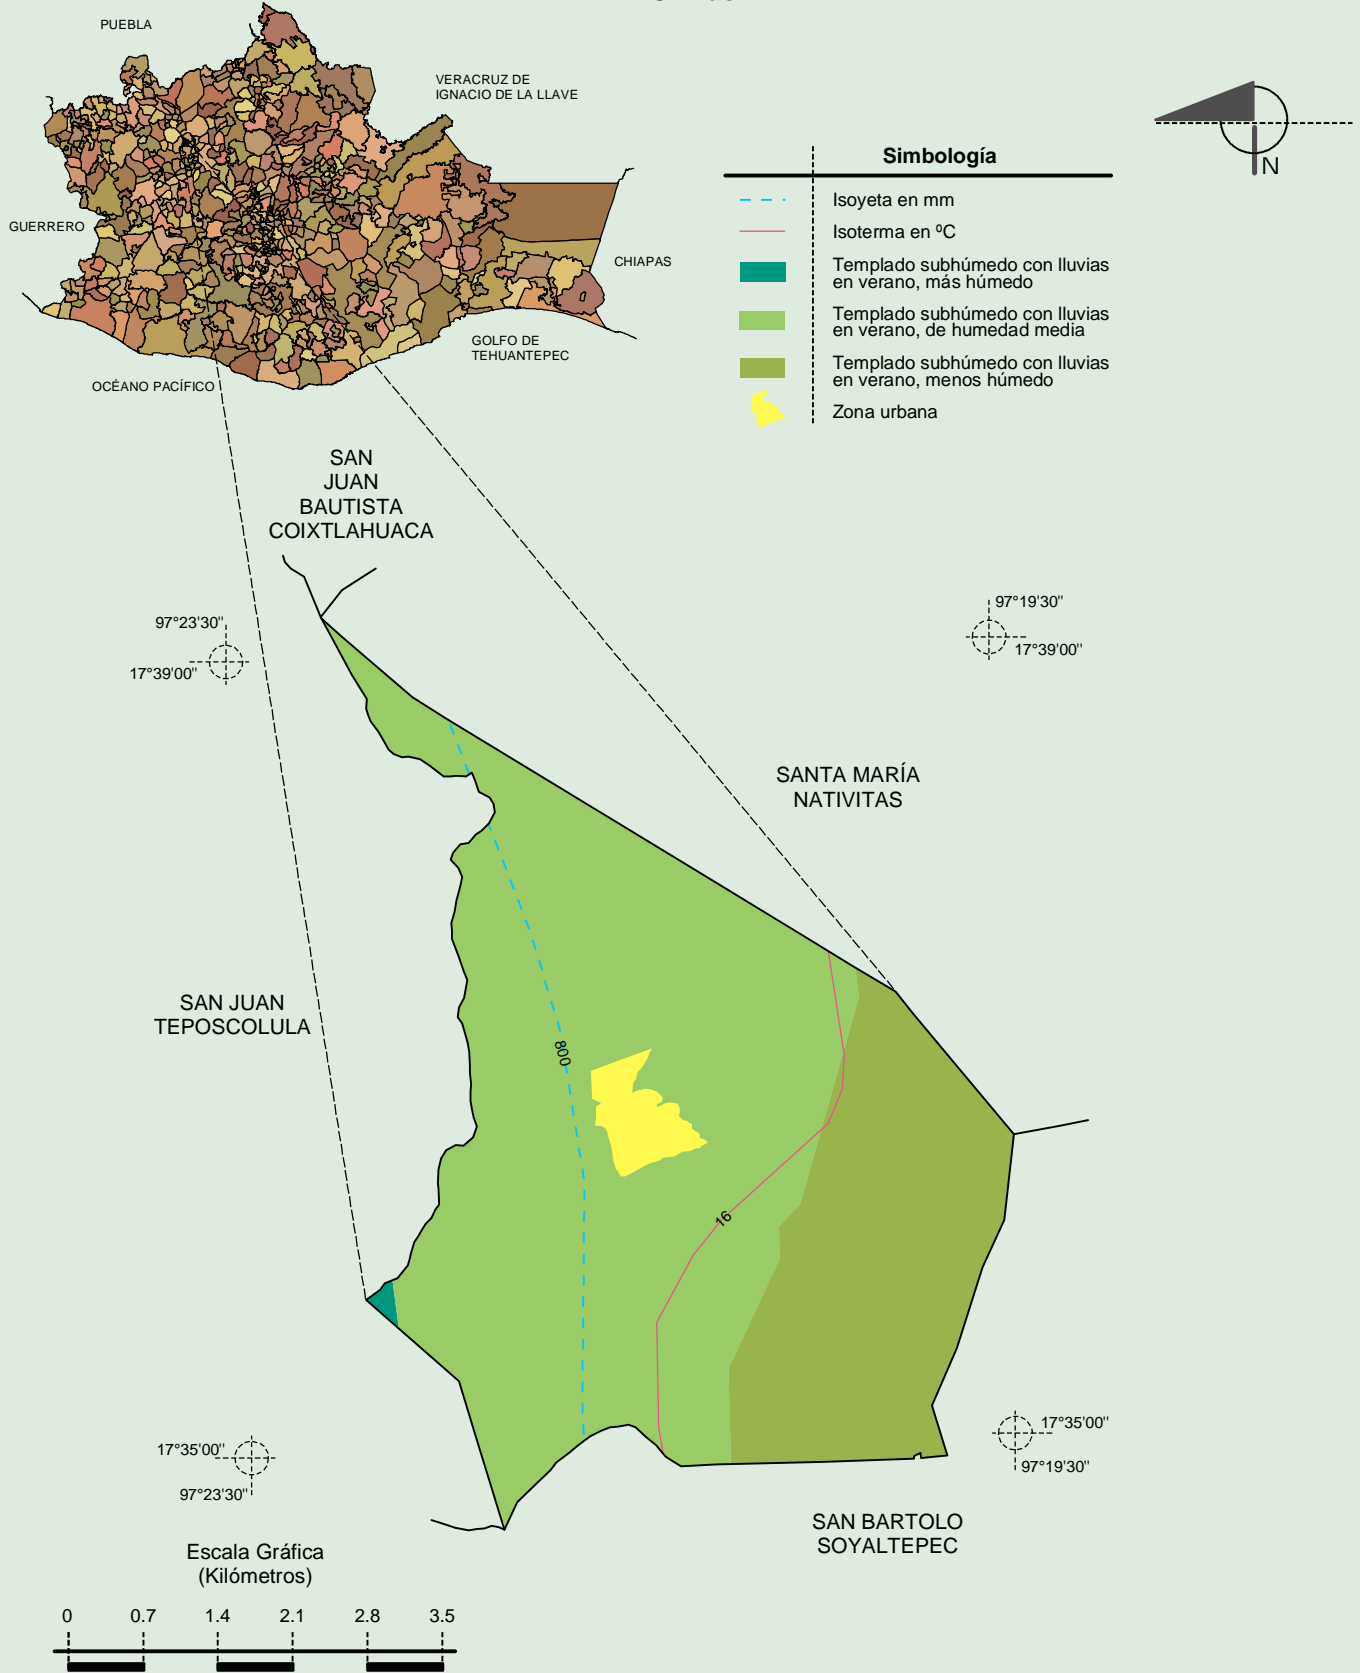 PUEBLA
VERACRUZ DE
IGNACIO DE LA LLAVE
GUERRERO
CHIAPAS
GOLFO DE
TEHUANTEPEC
OCÉANO PACÍFICO
N
Simbología
Isoyeta en mm
Isoterma en ºC
Templado subhúmedo con lluvias
en verano, más húmedo
Templado subhúmedo con lluvias
en verano, de humedad media
Templado subhúmedo con lluvias
en verano, menos húmedo
Zona urbana
SAN
JUAN
BAUTISTA
COIXTLAHUACA
97°23'30"
17°39'00"
97°19'30"
17°39'00"
SANTA MARÍA
NATIVITAS
SAN JUAN
TEPOSCOLULA
800
16
17°35'00"
97°23'30"
17°35'00"
97°19'30"
SAN BARTOLO
SOYALTEPEC
Escala Gráfica
(Kilómetros)
0 0.7 1.4 2.1 2.8 3.5